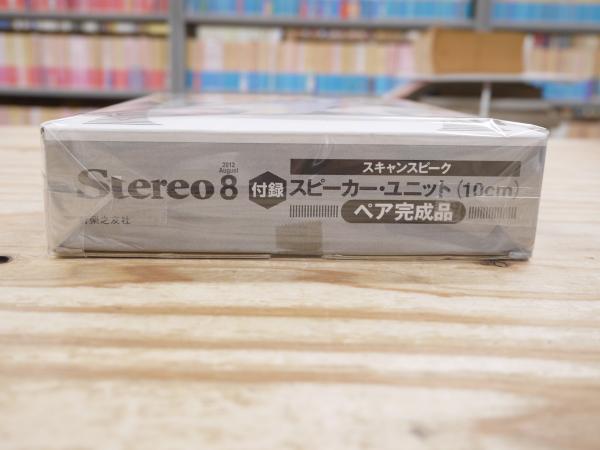 2012
August
Stereo 8
付録
スキャンスピーク
スピーカー・ユニット(10cm)
ペア完成品
音楽之友社